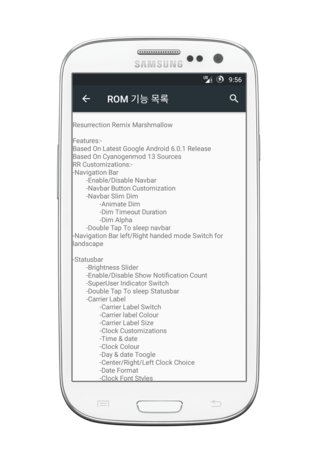 SAMSUNG
9:56
ROM 기능 목록
Resurrection Remix Marshmallow
Features:-
Based On Latest Google Android 6.0.1 Release
Based On Cyanogenmod 13 Sources
RR Customizations:-
-Navigation Bar
-Enable/Disable Navbar
-Navbar Button Customization
-Navbar Slim Dim
-Animate Dim
-Dim Timeout Duration
-Dim Alpha
-Double Tap To sleep navbar
-Navigation Bar left/Right handed mode Switch for
landscape
-Statusbar
-Brightness Slider
-Enable/Disable Show Notification Count
-SuperUser Indicator Switch
-Double Tap To Sleep Statusbar
-Carrier Label
-Carrier Label Switch
-Carrier label Colour
-Carrier Label Size
-Clock Customizations
-Time & date
-Clock Colour
-Day & date Toogle
-Center/Right/Left Clock Choice
-Date Format
-Clock Font Styles